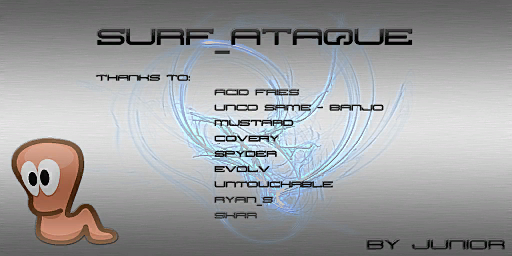 SURF_ATAQUE
THANKS TO:
ACID FRIES
UNCO SAME - BANJO
MUSTARD
COVERY
SPYDER
EVOLV
UNTOUCHABLE
RYAN_S
SHAR
BY JUNIOR